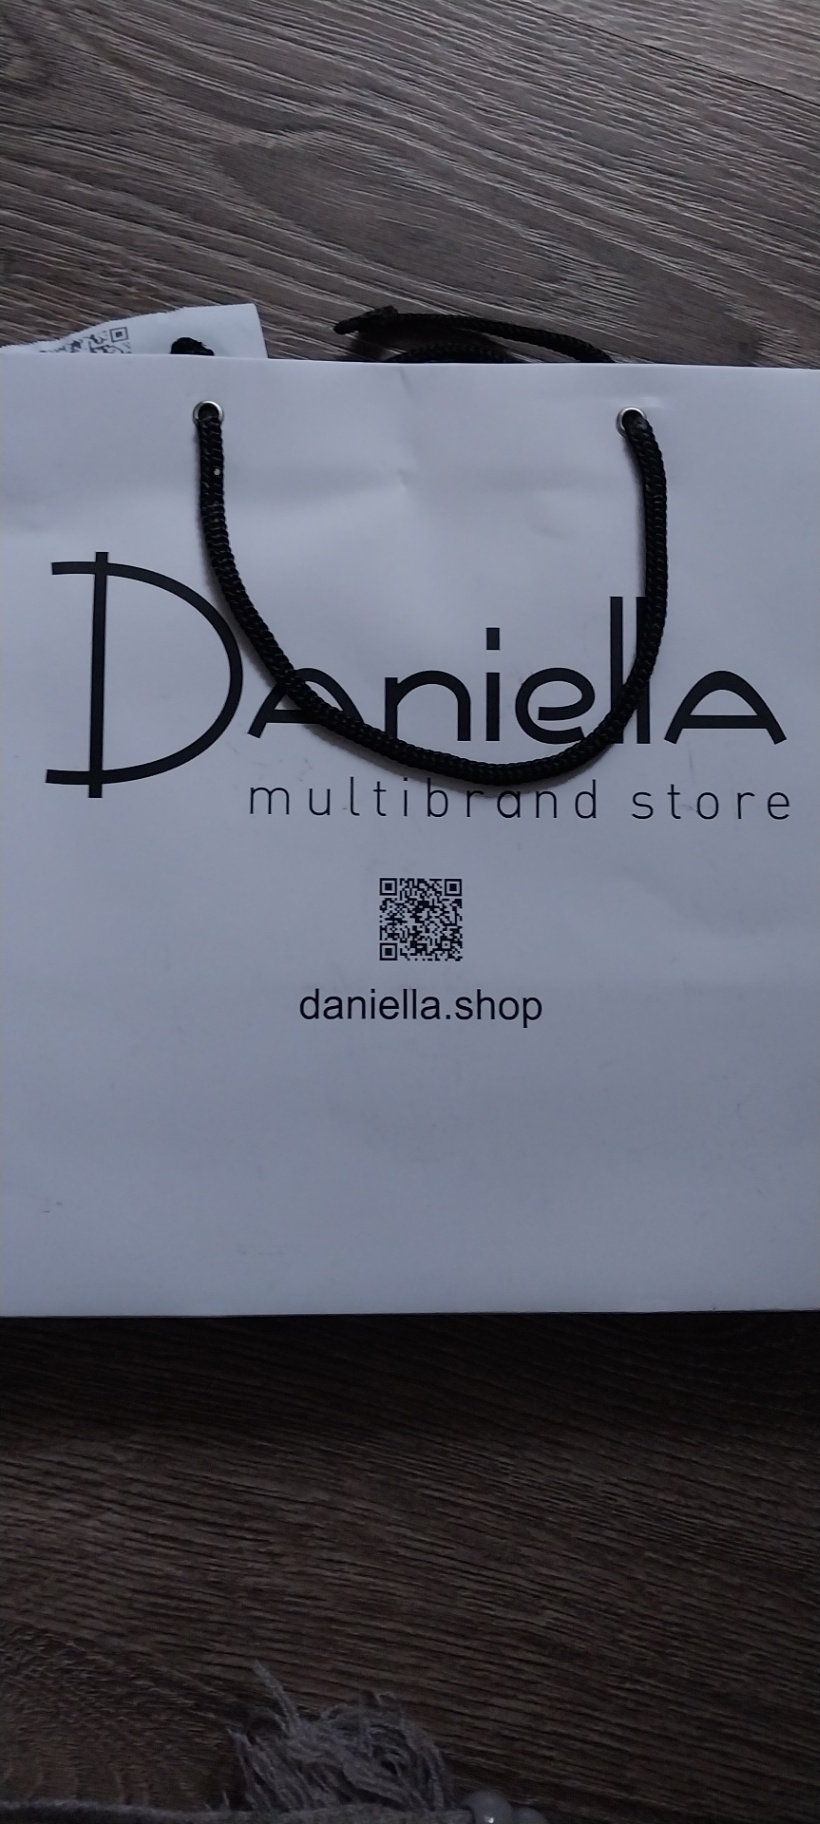 Daniella
multibrand store
daniella.shop